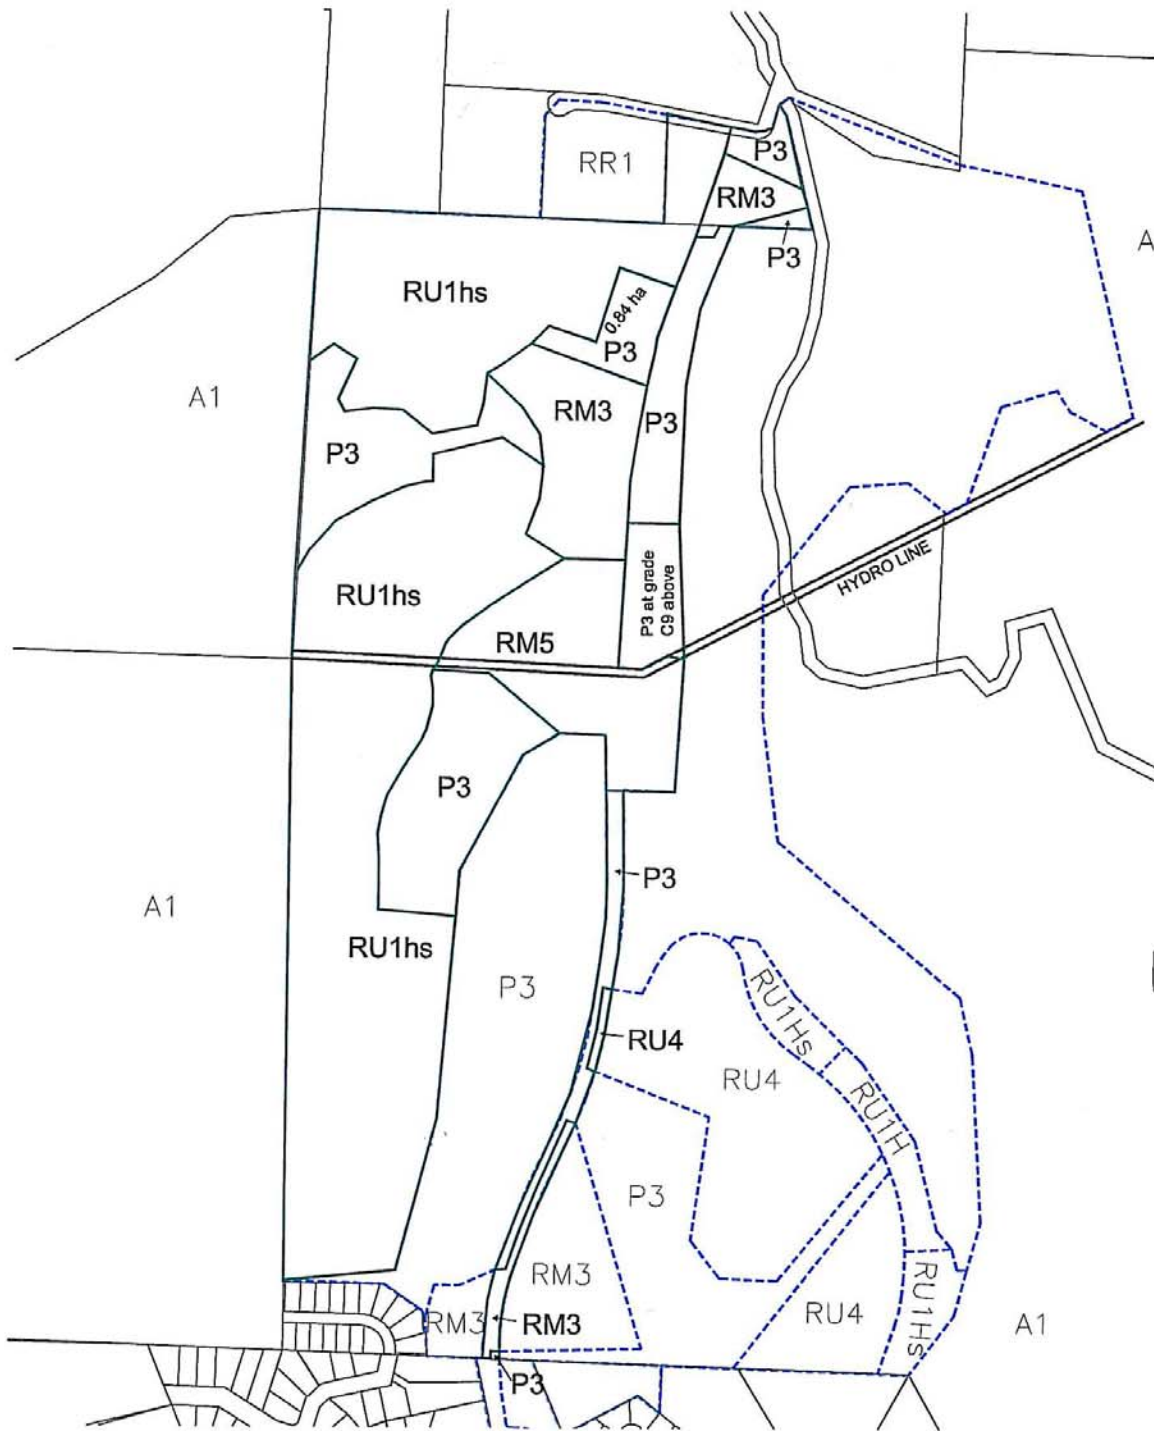 P3
RR1
RM3
A
P3
RU1hs
0.84 ha
P3
A1
RM3
P3
P3
HYDRO LINE
P3 at grade
C9 above
RU1hs
RM5
P3
P3
A1
RU1hs
P3
RU1Hs
RU4
RU4
RU1H
P3
RM3
RU4
RU1Hs
A1
RM3
RM3
P3